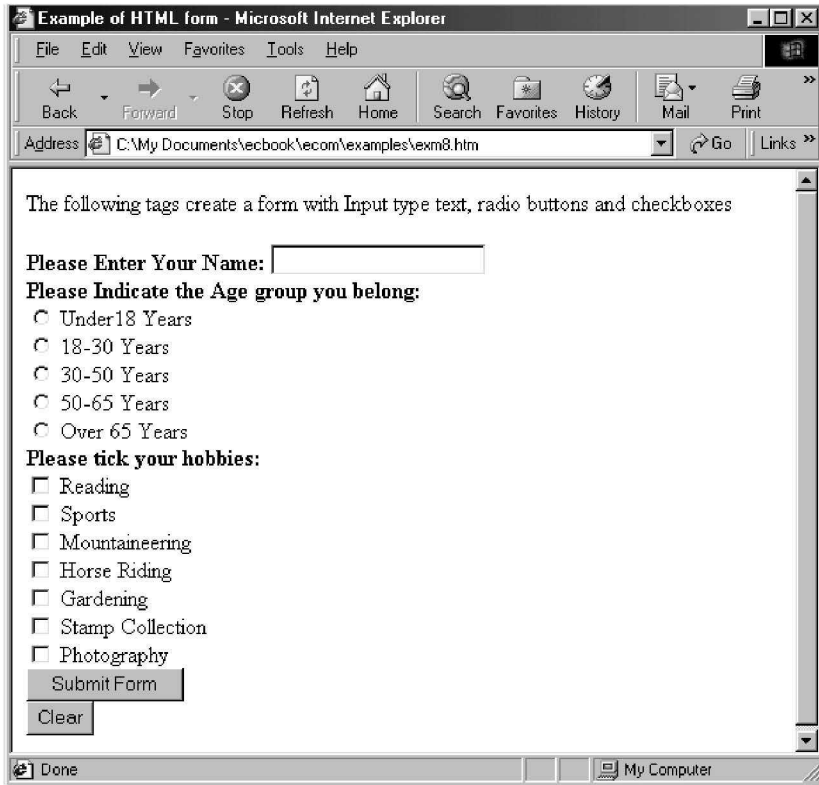 Example of HTML form - Microsoft Internet Explorer
File Edit View Favorites Tools Help
Back Forward Stop Refresh Home Search Favorites History Mail Print »
Address C:\My Documents\ecbook\ecom\examples\exm8.htm Go Links »
The following tags create a form with Input type text, radio buttons and checkboxes
Please Enter Your Name:
Please Indicate the Age group you belong:
Under18 Years
18-30 Years
30-50 Years
50-65 Years
Over 65 Years
Please tick your hobbies:
Reading
Sports
Mountaineering
Horse Riding
Gardening
Stamp Collection
Photography
Submit Form
Clear
Done My Computer